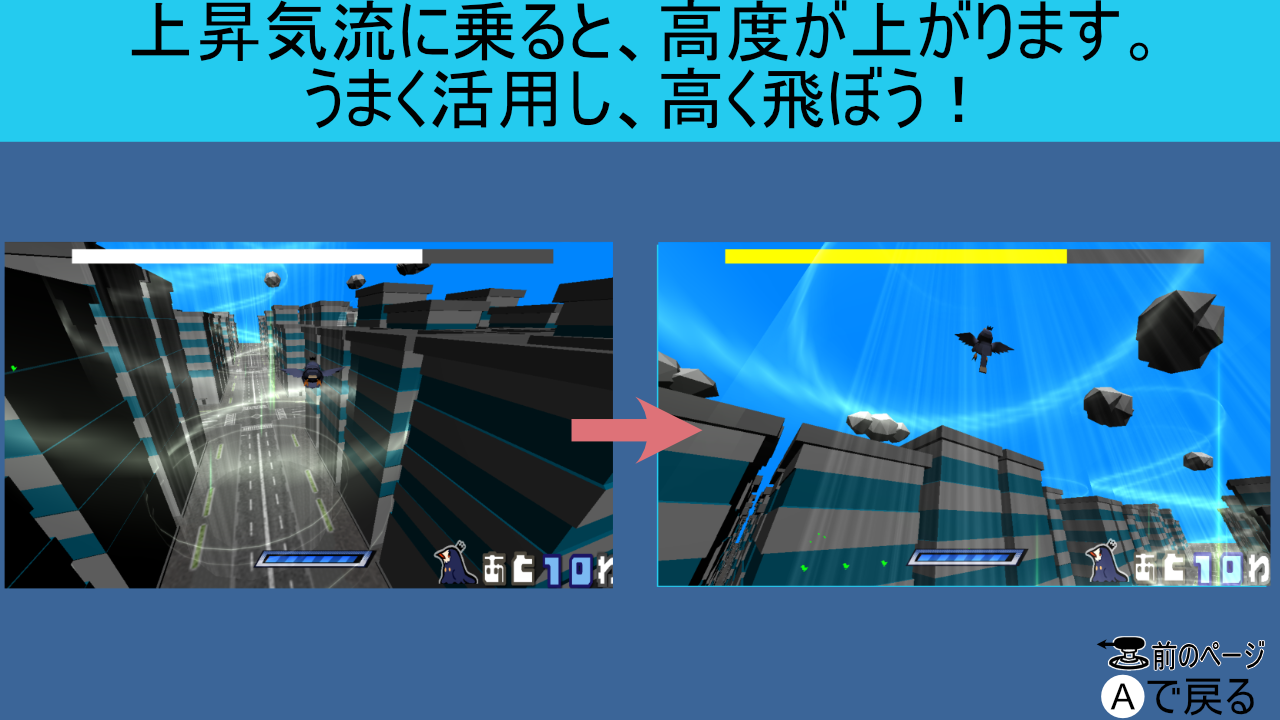 上昇気流に乗ると、高度が上がります。
うまく活用し、高く飛ぼう！
あと10わ
あと10わ
前のページ
Aで戻る